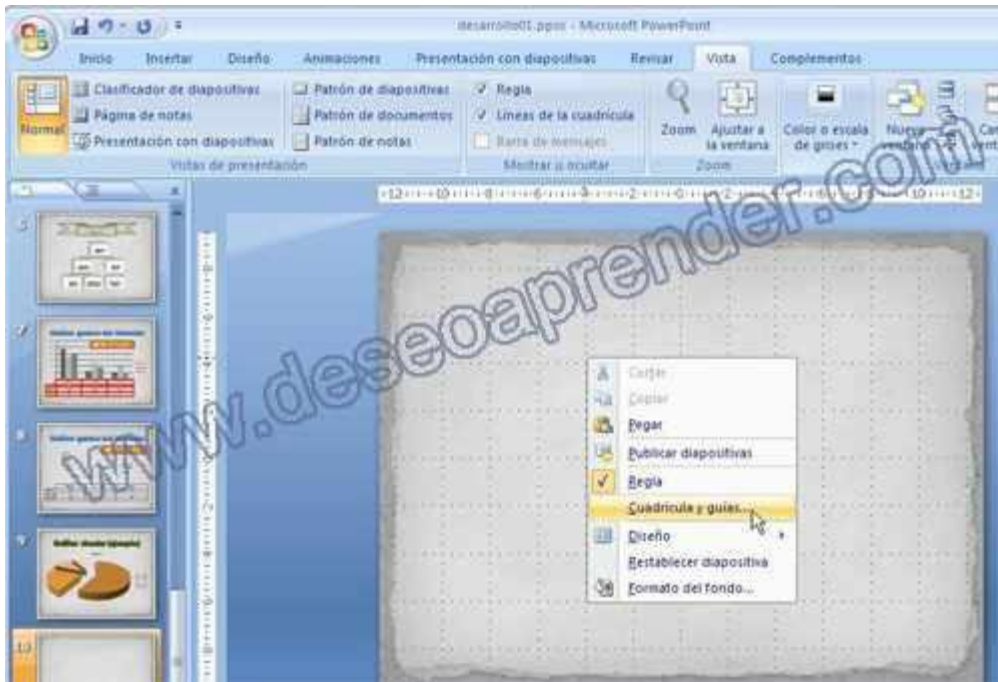 desarrollo01.ppsx - Microsoft PowerPoint
Inicio Insertar Diseño Animaciones Presentación con diapositivas Revisar Vista Complementos
Normal
Clasificador de diapositivas
Página de notas
Presentación con diapositivas
Patrón de diapositivas
Patrón de documentos
Patrón de notas
Vistas de presentación
Regla
Líneas de la cuadrícula
Barra de mensajes
Mostrar u ocultar
Zoom
Ajustar a
la ventana
Zoom
Color o escala
de grises
Nueva
ventana
www.deseoaprender.com
Cortar
Copiar
Pegar
Publicar diapositivas
Regla
Cuadrícula y guías...
Diseño
Restablecer diapositiva
Formato del fondo...